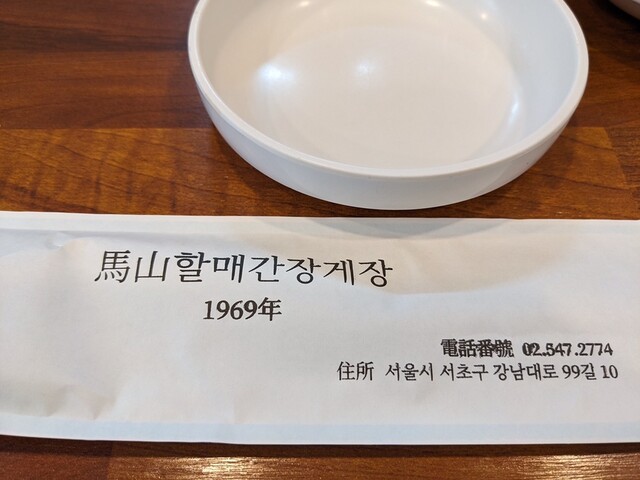 馬山할매간장게장
1969年
電話番號 02.547.2774
住所 서울시 서초구 강남대로 99길 10